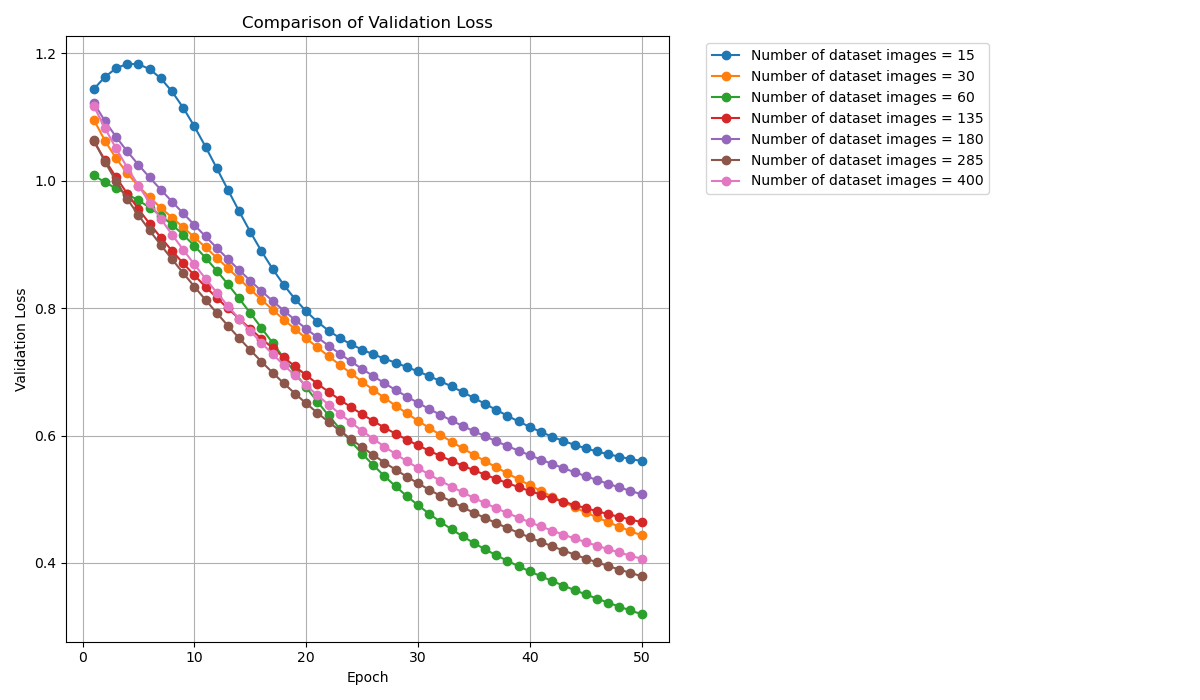 Comparison of Validation Loss
Validation Loss
1.2
1.0
0.8
0.6
0.4
0
10
20
30
40
50
Epoch
Number of dataset images = 15
Number of dataset images = 30
Number of dataset images = 60
Number of dataset images = 135
Number of dataset images = 180
Number of dataset images = 285
Number of dataset images = 400